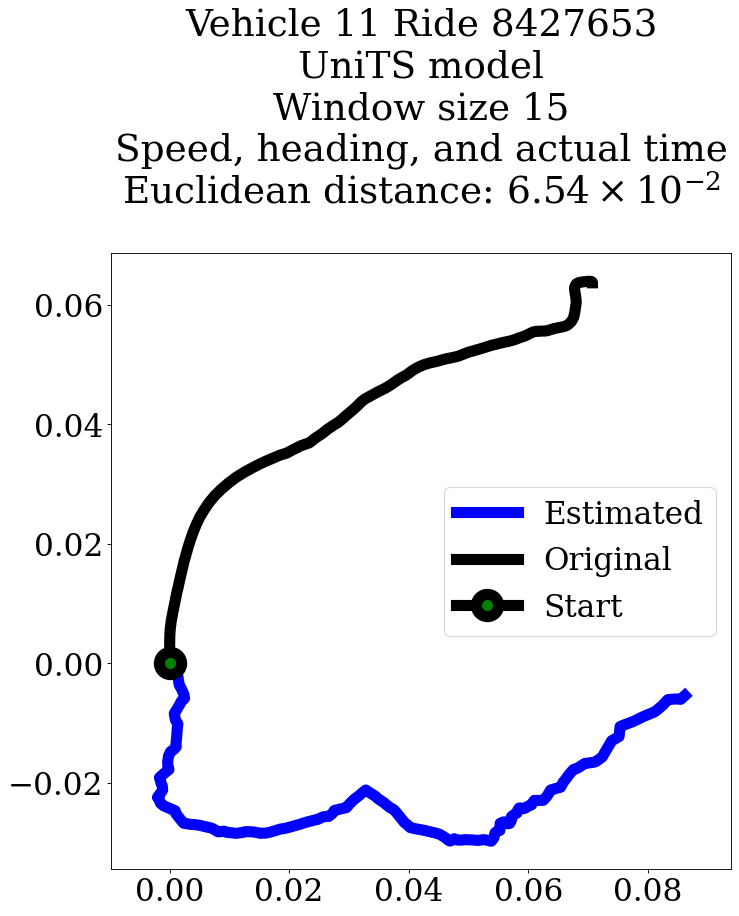 Vehicle 11 Ride 8427653
UniTS model
Window size 15
Speed, heading, and actual time
Euclidean distance: 6.54 × 10⁻²
0.06
0.04
0.02
0.00
−0.02
Estimated
Original
Start
0.00 0.02 0.04 0.06 0.08